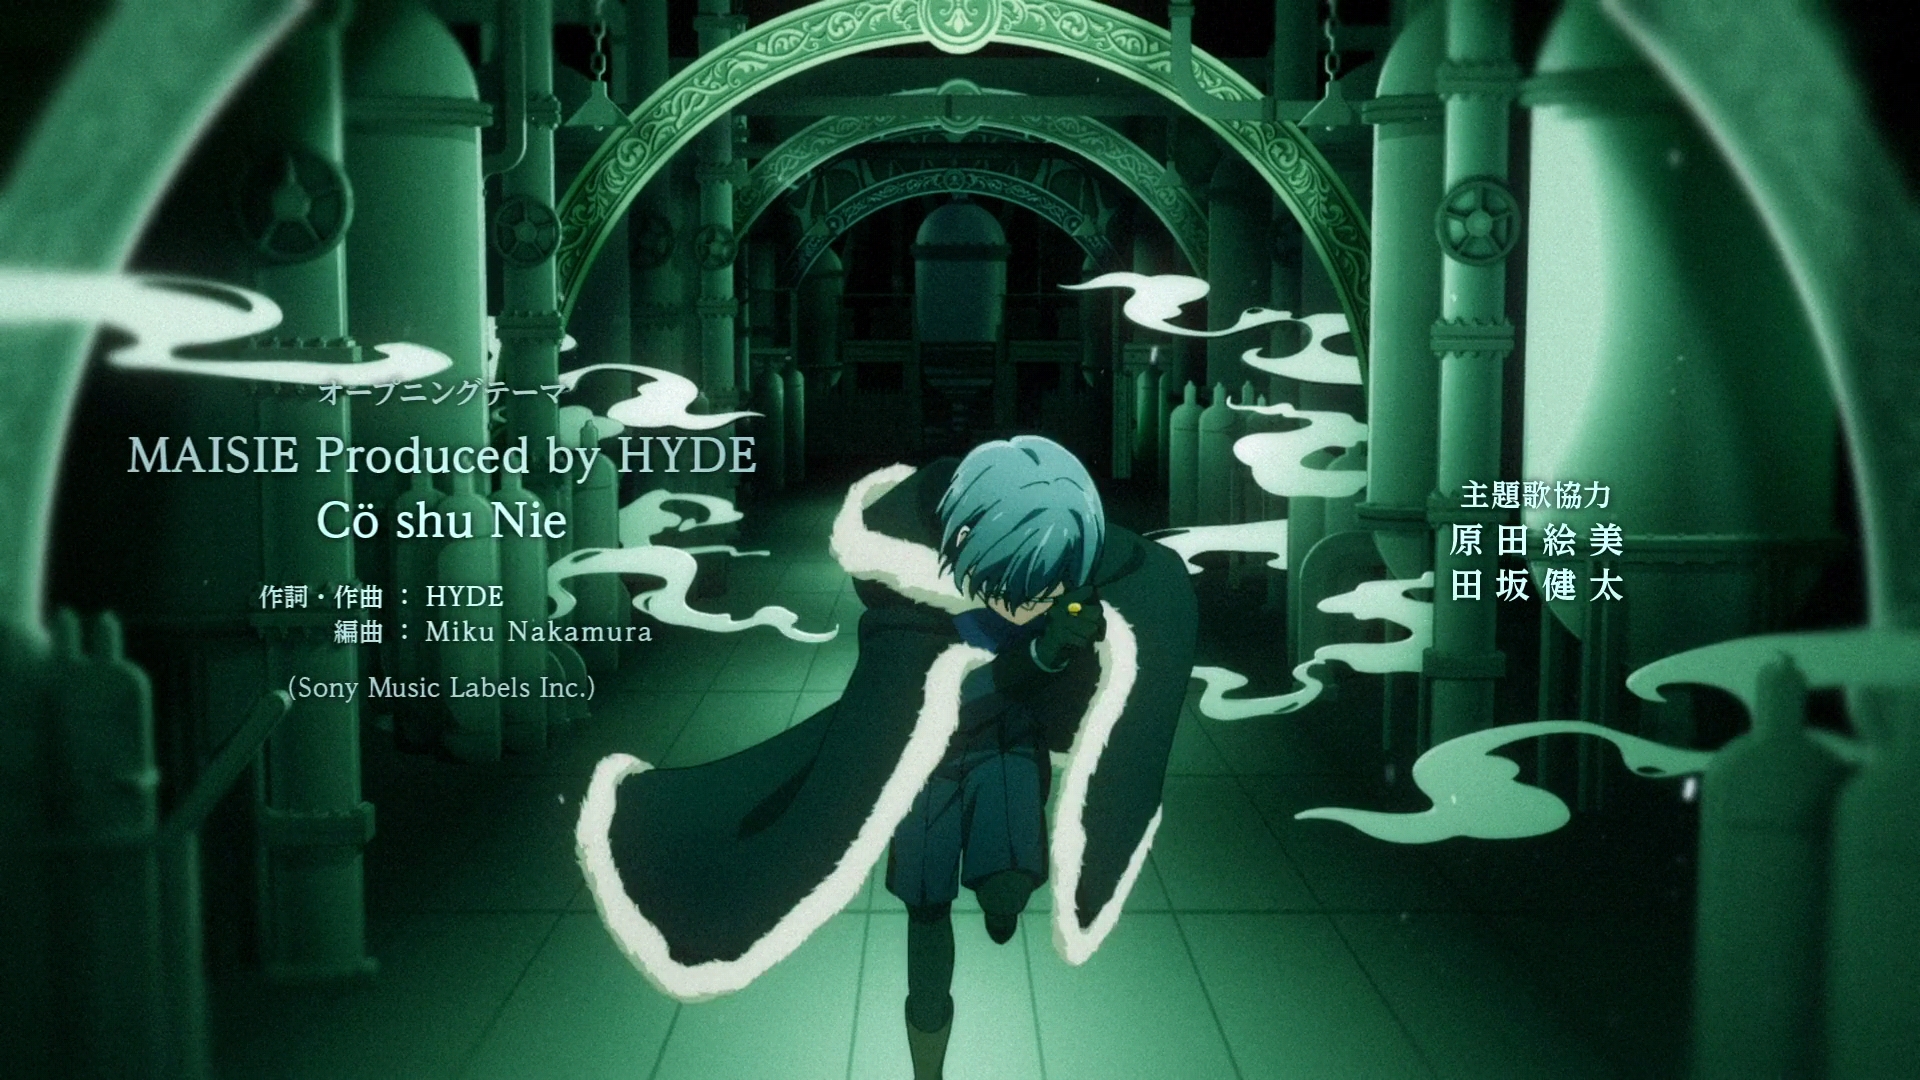 オープニングテーマ
MAISIE Produced by HYDE
Cö shu Nie
作詞・作曲 : HYDE
編曲 : Miku Nakamura
(Sony Music Labels Inc.)
主題歌協力
原田絵美
田坂健太